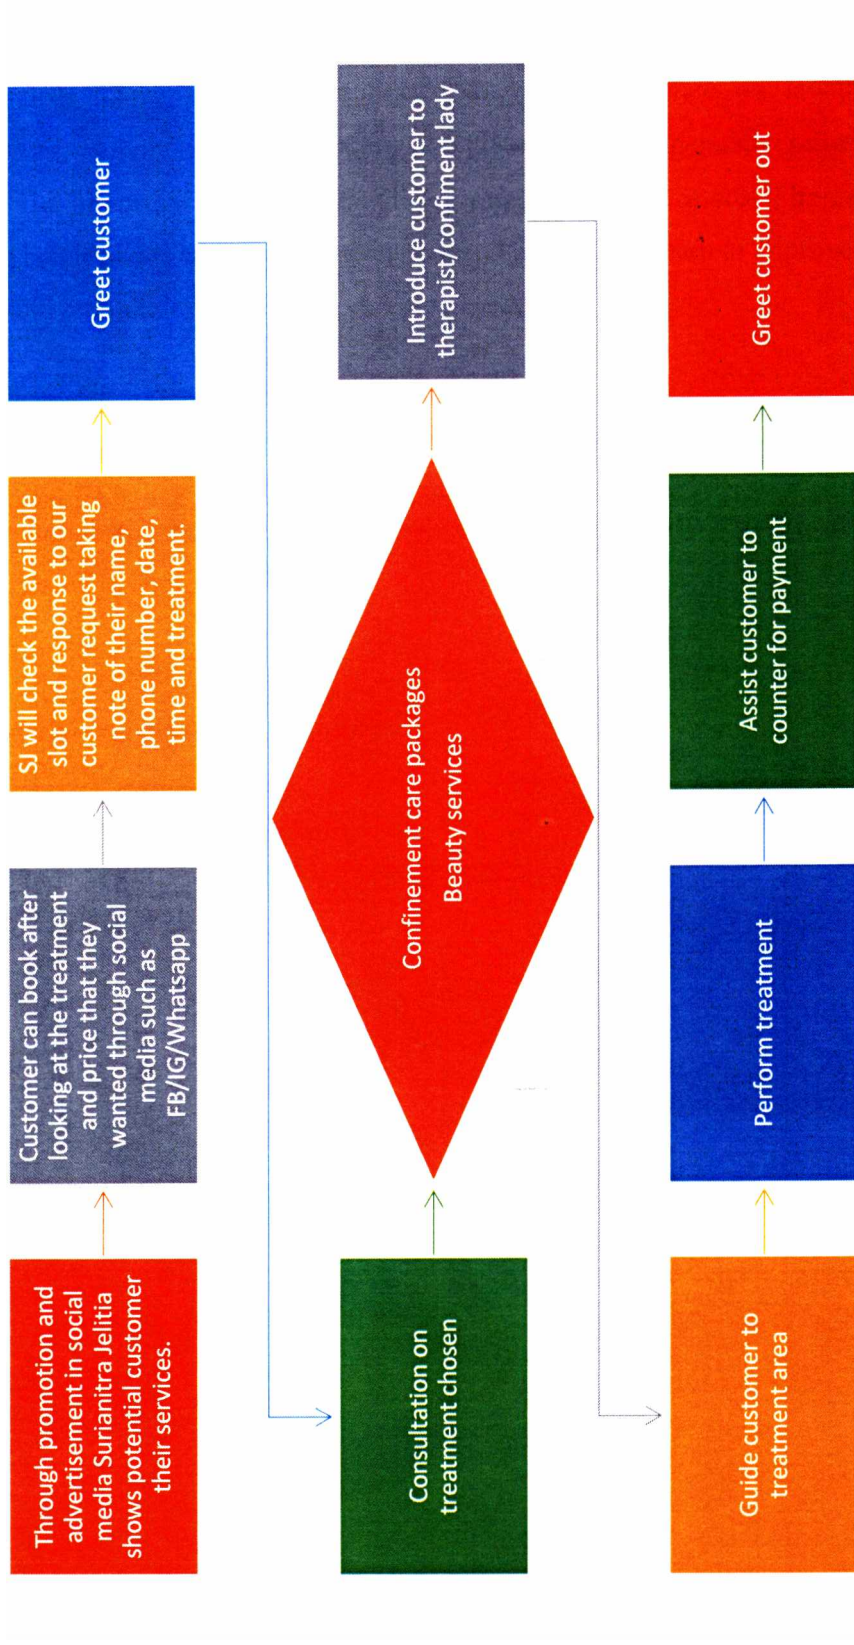 Through promotion and
advertisement in social
media Surianitra Jelitia
shows potential customer
their services.
Customer can book after
looking at the treatment
and price that they
wanted through social
media such as
FB/IG/Whatsapp
SJ will check the available
slot and response to our
customer request taking
note of their name,
phone number, date,
time and treatment.
Greet customer
Consultation on
treatment chosen
Confinement care packages
Beauty services
Introduce customer to
therapist/confiment lady
Guide customer to
treatment area
Perform treatment
Assist customer to
counter for payment
Greet customer out